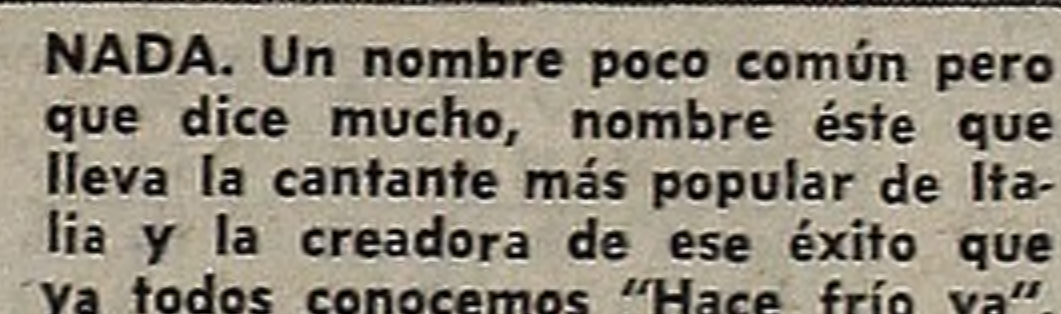 NADA. Un nombre poco común pero
que dice mucho, nombre éste que
lleva la cantante más popular de Ita-
lia y la creadora de ese éxito que
ya todos conocemos "Hace frío ya".